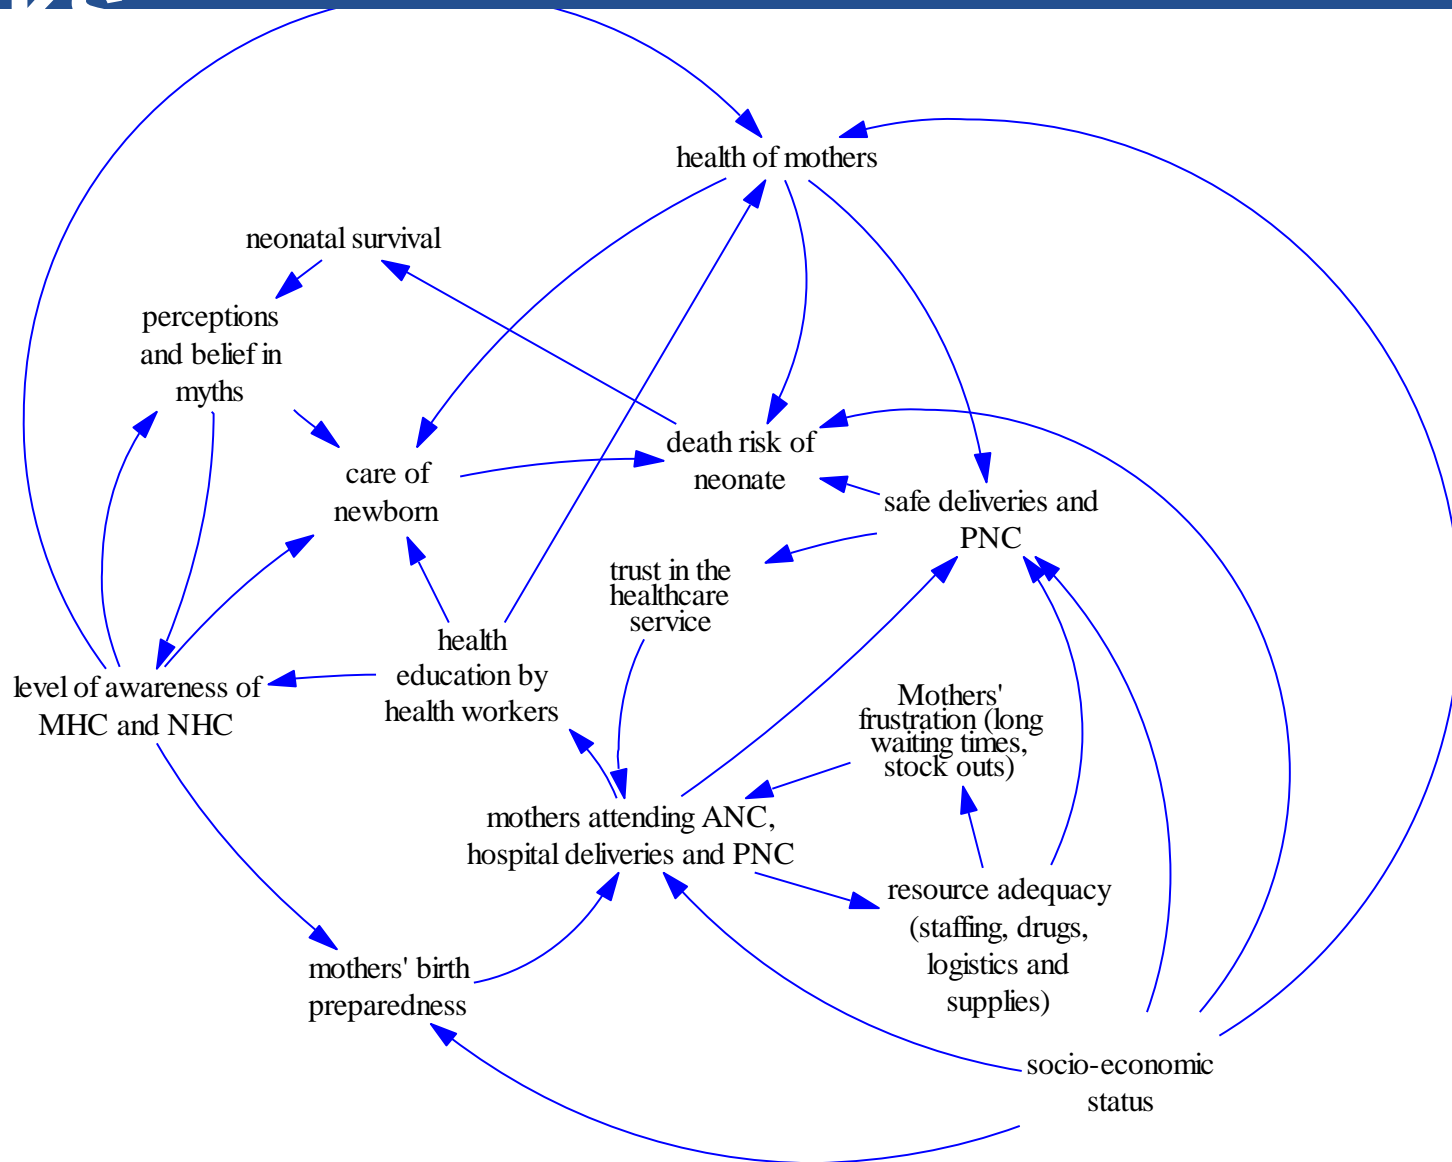 health of mothers
neonatal survival
perceptions
and belief in
myths
death risk of
neonate
care of
newborn
safe deliveries and
PNC
trust in the
healthcare
service
health
education by
health workers
level of awareness of
MHC and NHC
Mothers'
frustration (long
waiting times,
stock outs)
mothers attending ANC,
hospital deliveries and PNC
resource adequacy
(staffing, drugs,
logistics and
supplies)
mothers' birth
preparedness
socio-economic
status